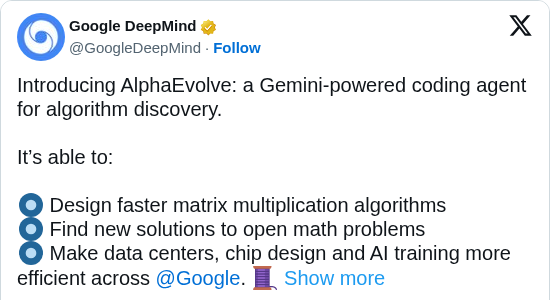 Google DeepMind
@GoogleDeepMind · Follow
Introducing AlphaEvolve: a Gemini-powered coding agent
for algorithm discovery.
It’s able to:
Design faster matrix multiplication algorithms
Find new solutions to open math problems
Make data centers, chip design and AI training more
efficient across @Google. 🧵 Show more